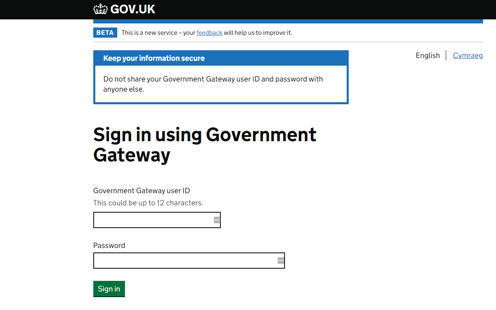 GOV.UK
BETA This is a new service – your feedback will help us to improve it.
Keep your information secure
Do not share your Government Gateway user ID and password with
anyone else.
English | Cymraeg
Sign in using Government
Gateway
Government Gateway user ID
This could be up to 12 characters.
Password
Sign in